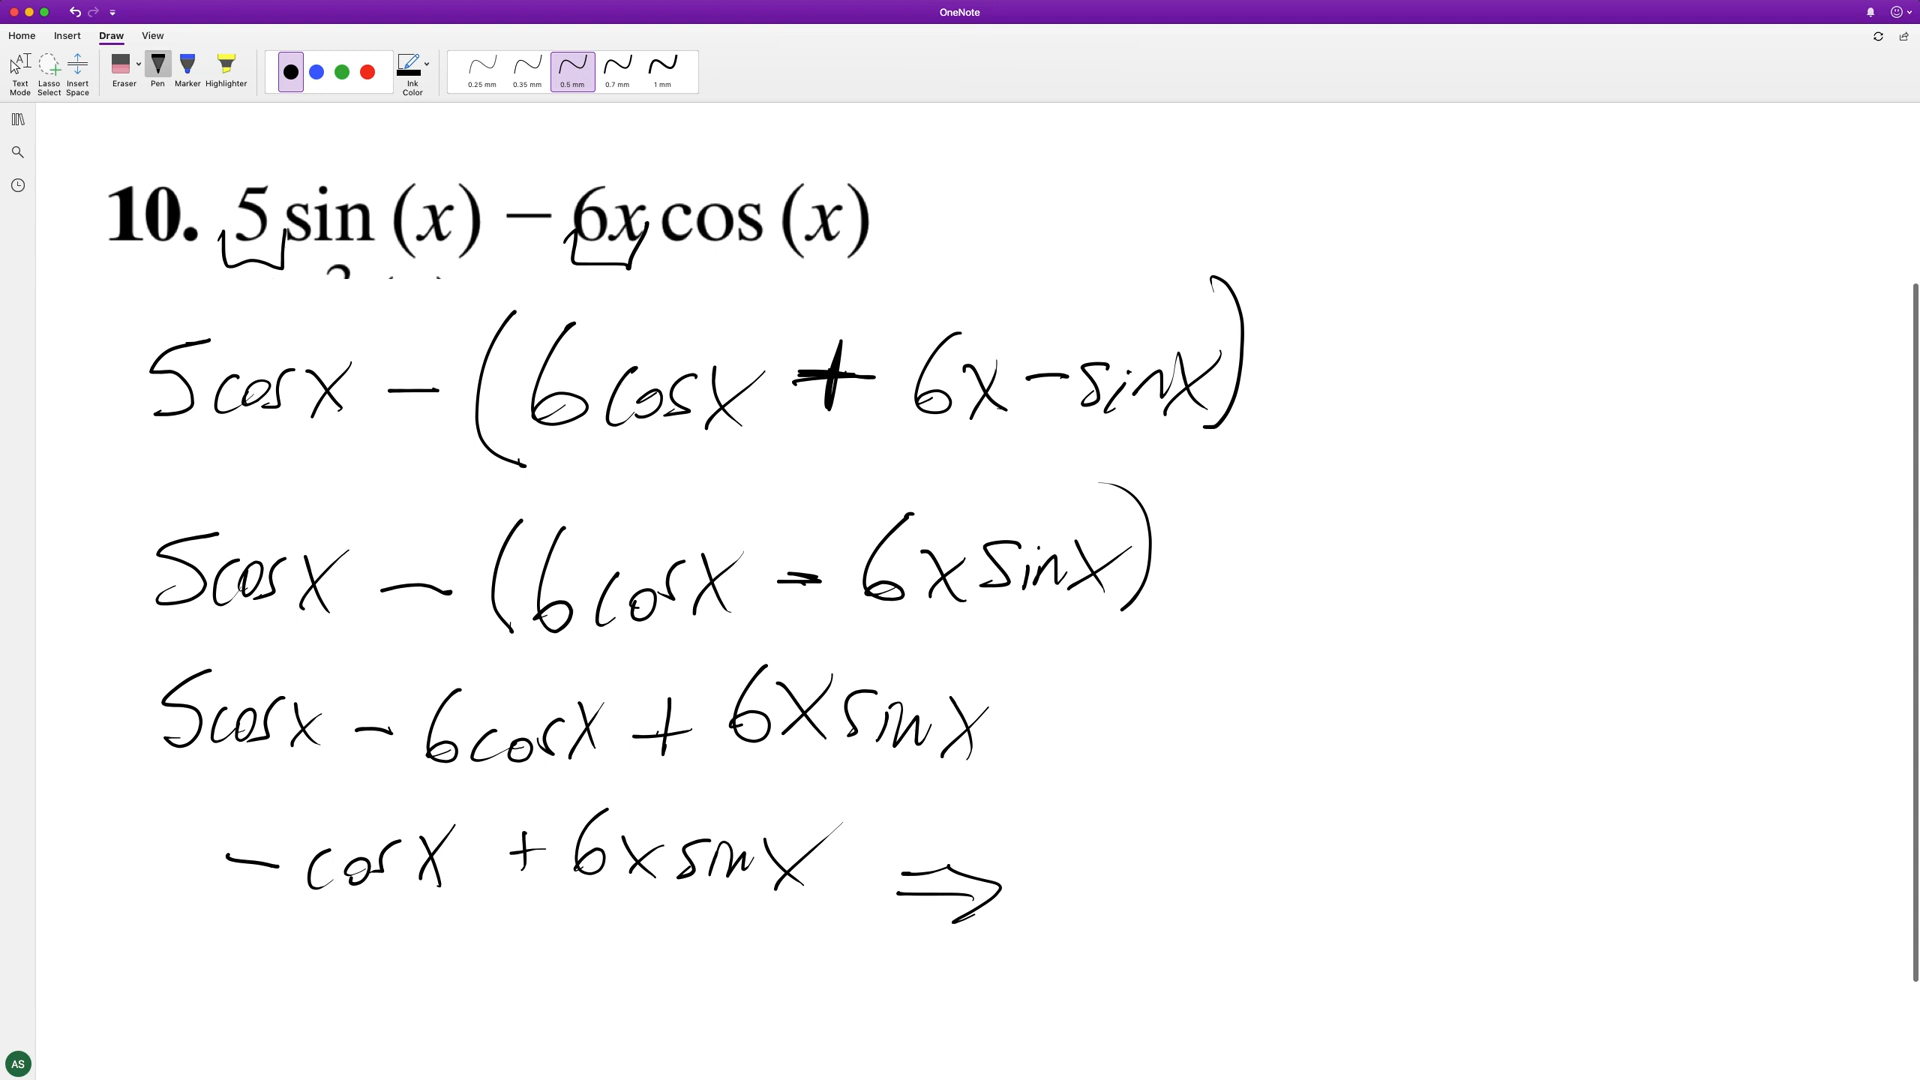 OneNote
Home Insert Draw View
Text Mode Lasso Select Insert Space Eraser Pen Marker Highlighter Ink Color 0.25 mm 0.35 mm 0.5 mm 0.7 mm 1 mm
10. 5 sin (x) − 6x cos (x)
5cosx − (6cosx + 6x − sinx)
5cosx − (6cosx − 6xsinx)
5cosx − 6cosx + 6xsinx
− cosx + 6xsinx ⇒
AS